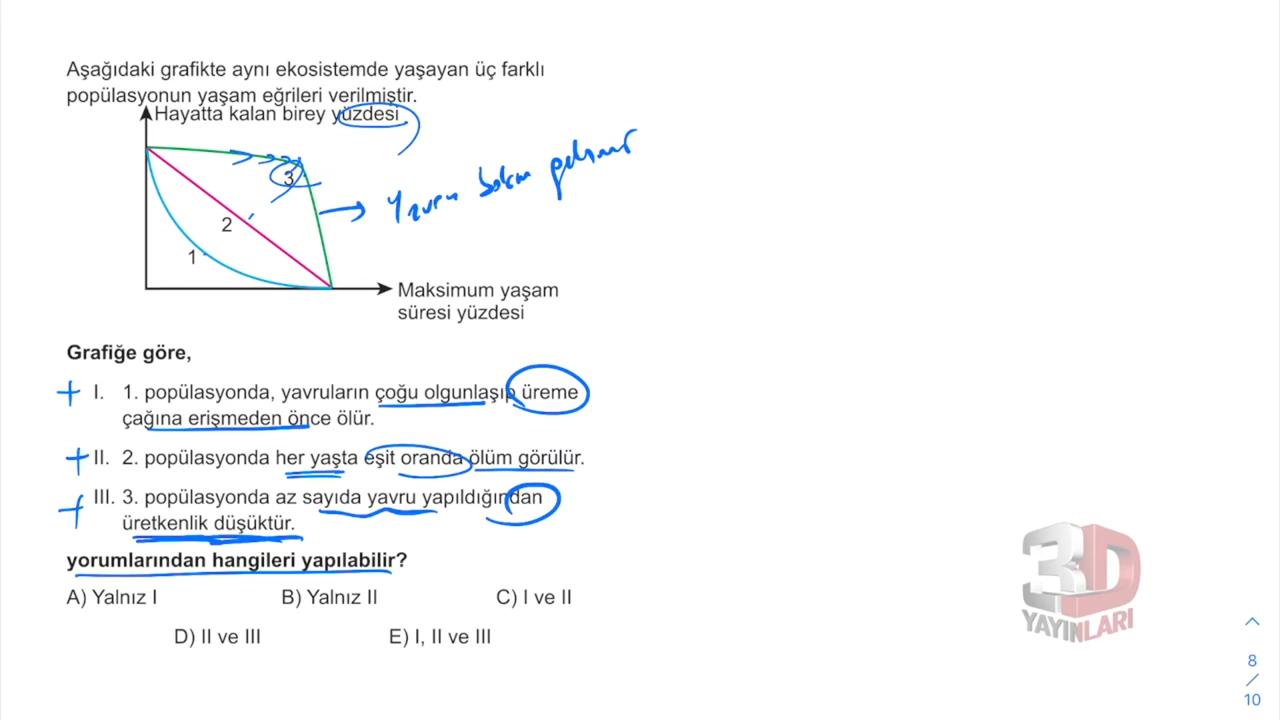 Aşağıdaki grafikte aynı ekosistemde yaşayan üç farklı
popülasyonun yaşam eğrileri verilmiştir.
Hayatta kalan birey yüzdesi
3
2
1
Yavru bakım gelişmiş
Maksimum yaşam
süresi yüzdesi
Grafiğe göre,
+ I. 1. popülasyonda, yavruların çoğu olgunlaşıp üreme
çağına erişmeden önce ölür.
+ II. 2. popülasyonda her yaşta eşit oranda ölüm görülür.
+ III. 3. popülasyonda az sayıda yavru yapıldığından
üretkenlik düşüktür.
yorumlarından hangileri yapılabilir?
A) Yalnız I B) Yalnız II C) I ve II
D) II ve III E) I, II ve III
3D
YAYINLARI
8
/
10